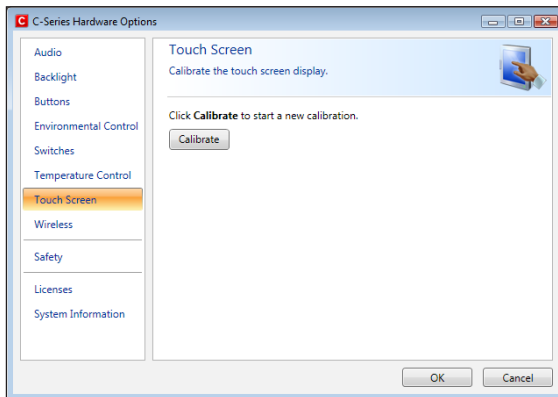 C C-Series Hardware Options
Audio
Backlight
Buttons
Environmental Control
Switches
Temperature Control
Touch Screen
Wireless
Safety
Licenses
System Information
Touch Screen
Calibrate the touch screen display.
Click Calibrate to start a new calibration.
Calibrate
OK Cancel